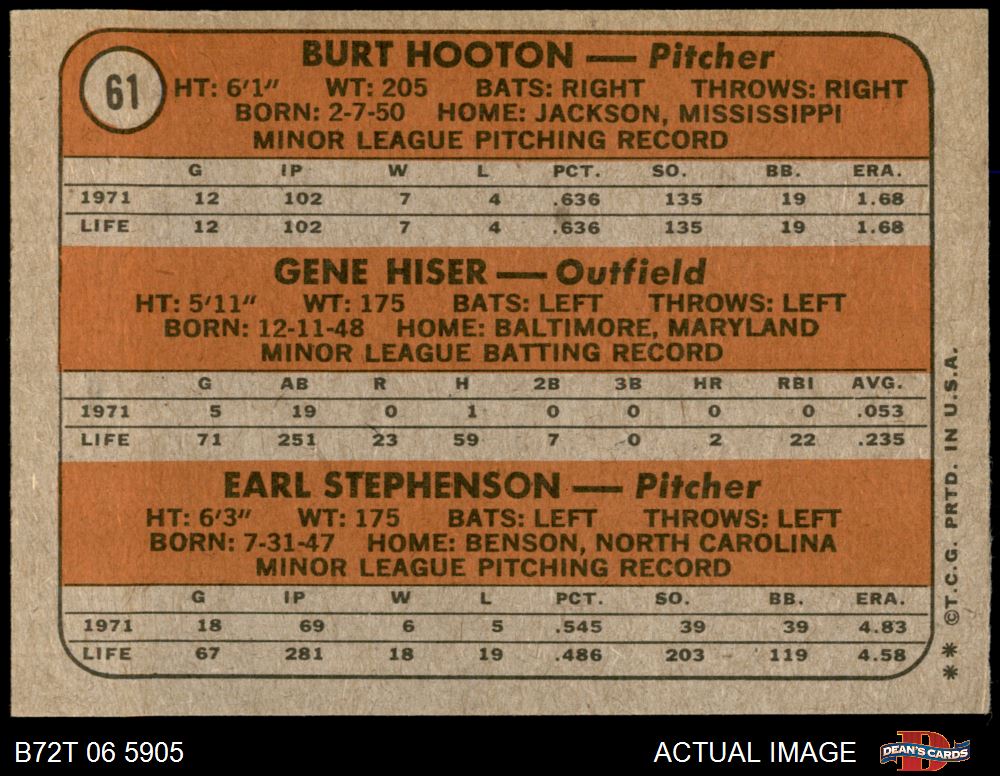 61
BURT HOOTON — Pitcher
HT: 6'1" WT: 205 BATS: RIGHT THROWS: RIGHT
BORN: 2-7-50 HOME: JACKSON, MISSISSIPPI
MINOR LEAGUE PITCHING RECORD
G IP W L PCT. SO. BB. ERA.
1971 12 102 7 4 .636 135 19 1.68
LIFE 12 102 7 4 .636 135 19 1.68
GENE HISER — Outfield
HT: 5'11" WT: 175 BATS: LEFT THROWS: LEFT
BORN: 12-11-48 HOME: BALTIMORE, MARYLAND
MINOR LEAGUE BATTING RECORD
G AB R H 2B 3B HR RBI AVG.
1971 5 19 0 1 0 0 0 0 .053
LIFE 71 251 23 59 7 0 2 22 .235
EARL STEPHENSON — Pitcher
HT: 6'3" WT: 175 BATS: LEFT THROWS: LEFT
BORN: 7-31-47 HOME: BENSON, NORTH CAROLINA
MINOR LEAGUE PITCHING RECORD
G IP W L PCT. SO. BB. ERA.
1971 18 69 6 5 .545 39 39 4.83
LIFE 67 281 18 19 .486 203 119 4.58
** ©T.C.G. PRTD. IN U.S.A.
B72T 06 5905 ACTUAL IMAGE
D
DEAN'S CARDS